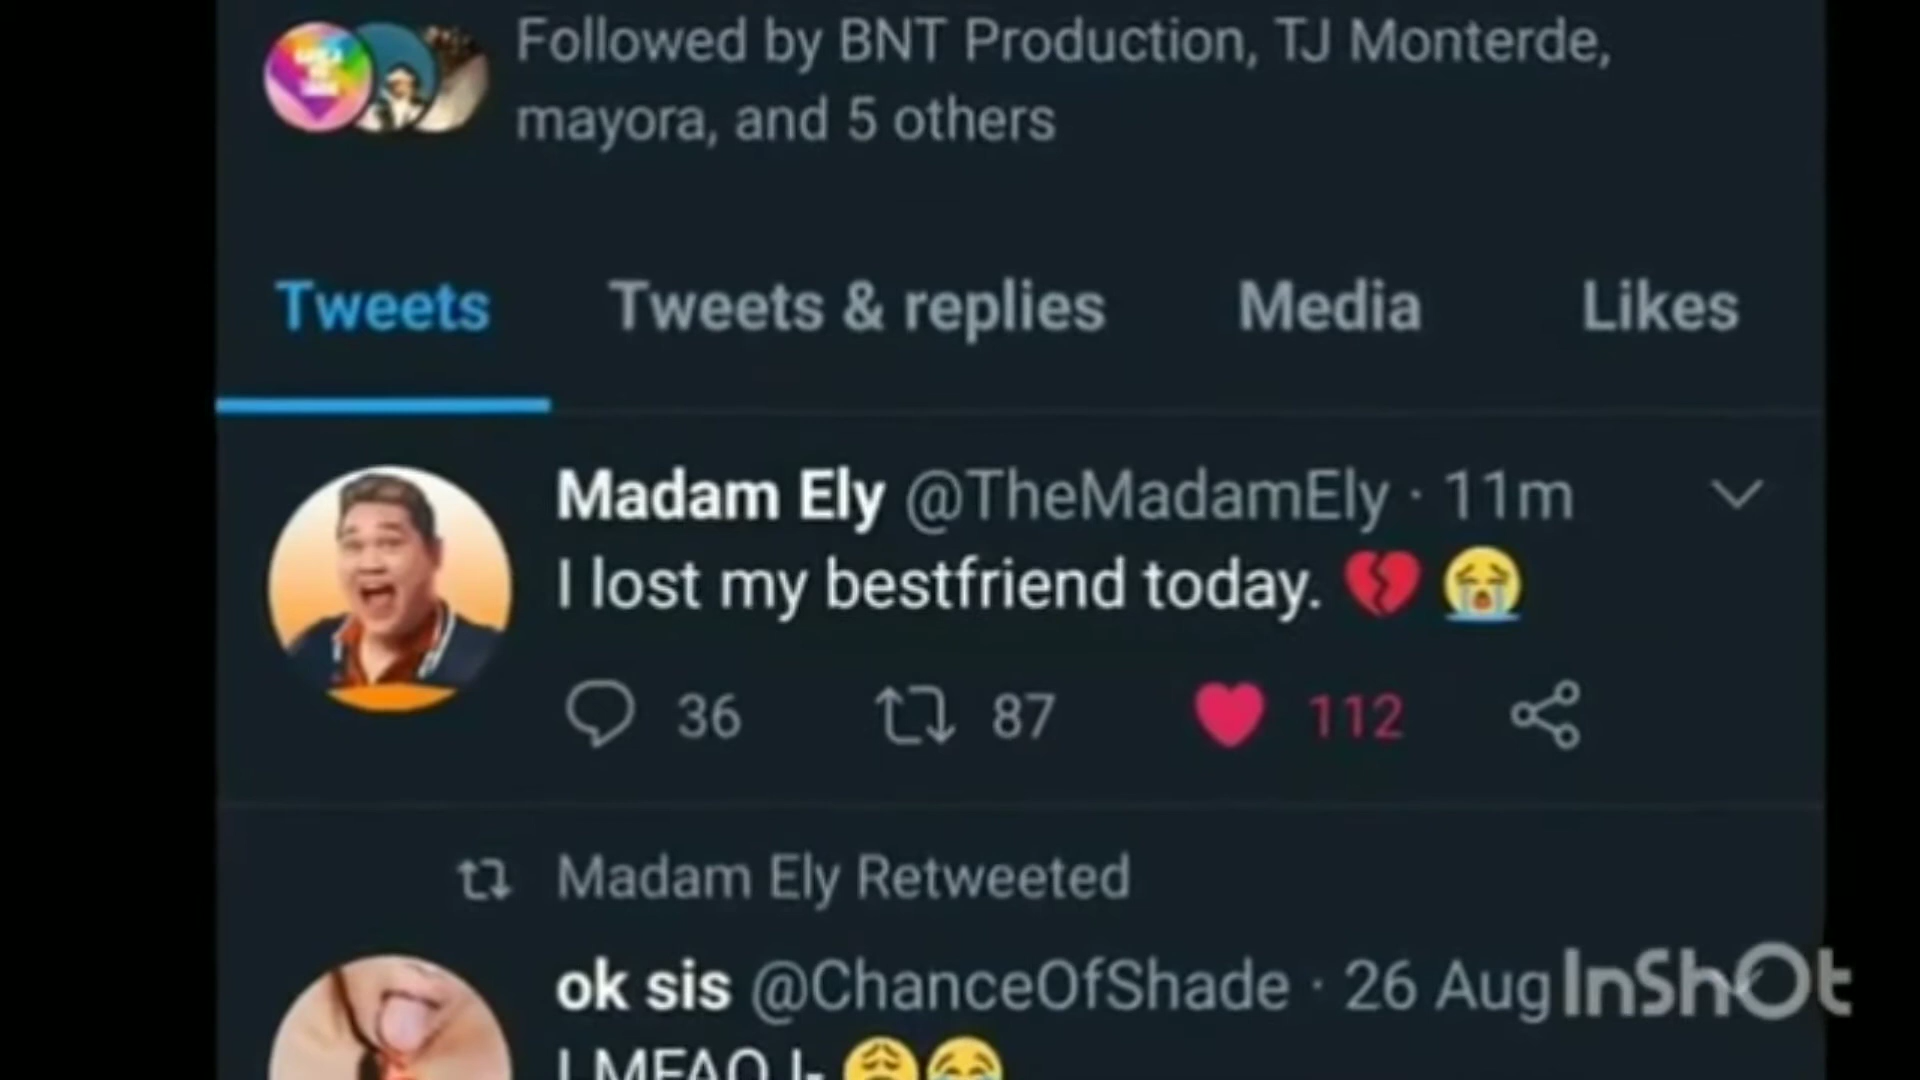 Followed by BNT Production, TJ Monterde,
mayora, and 5 others
Tweets Tweets & replies Media Likes
Madam Ely @TheMadamEly · 11m
I lost my bestfriend today. 💔 😭
36 87 112
Madam Ely Retweeted
ok sis @ChanceOfShade · 26 Aug
InShOt
LMFAO I- 😩😂